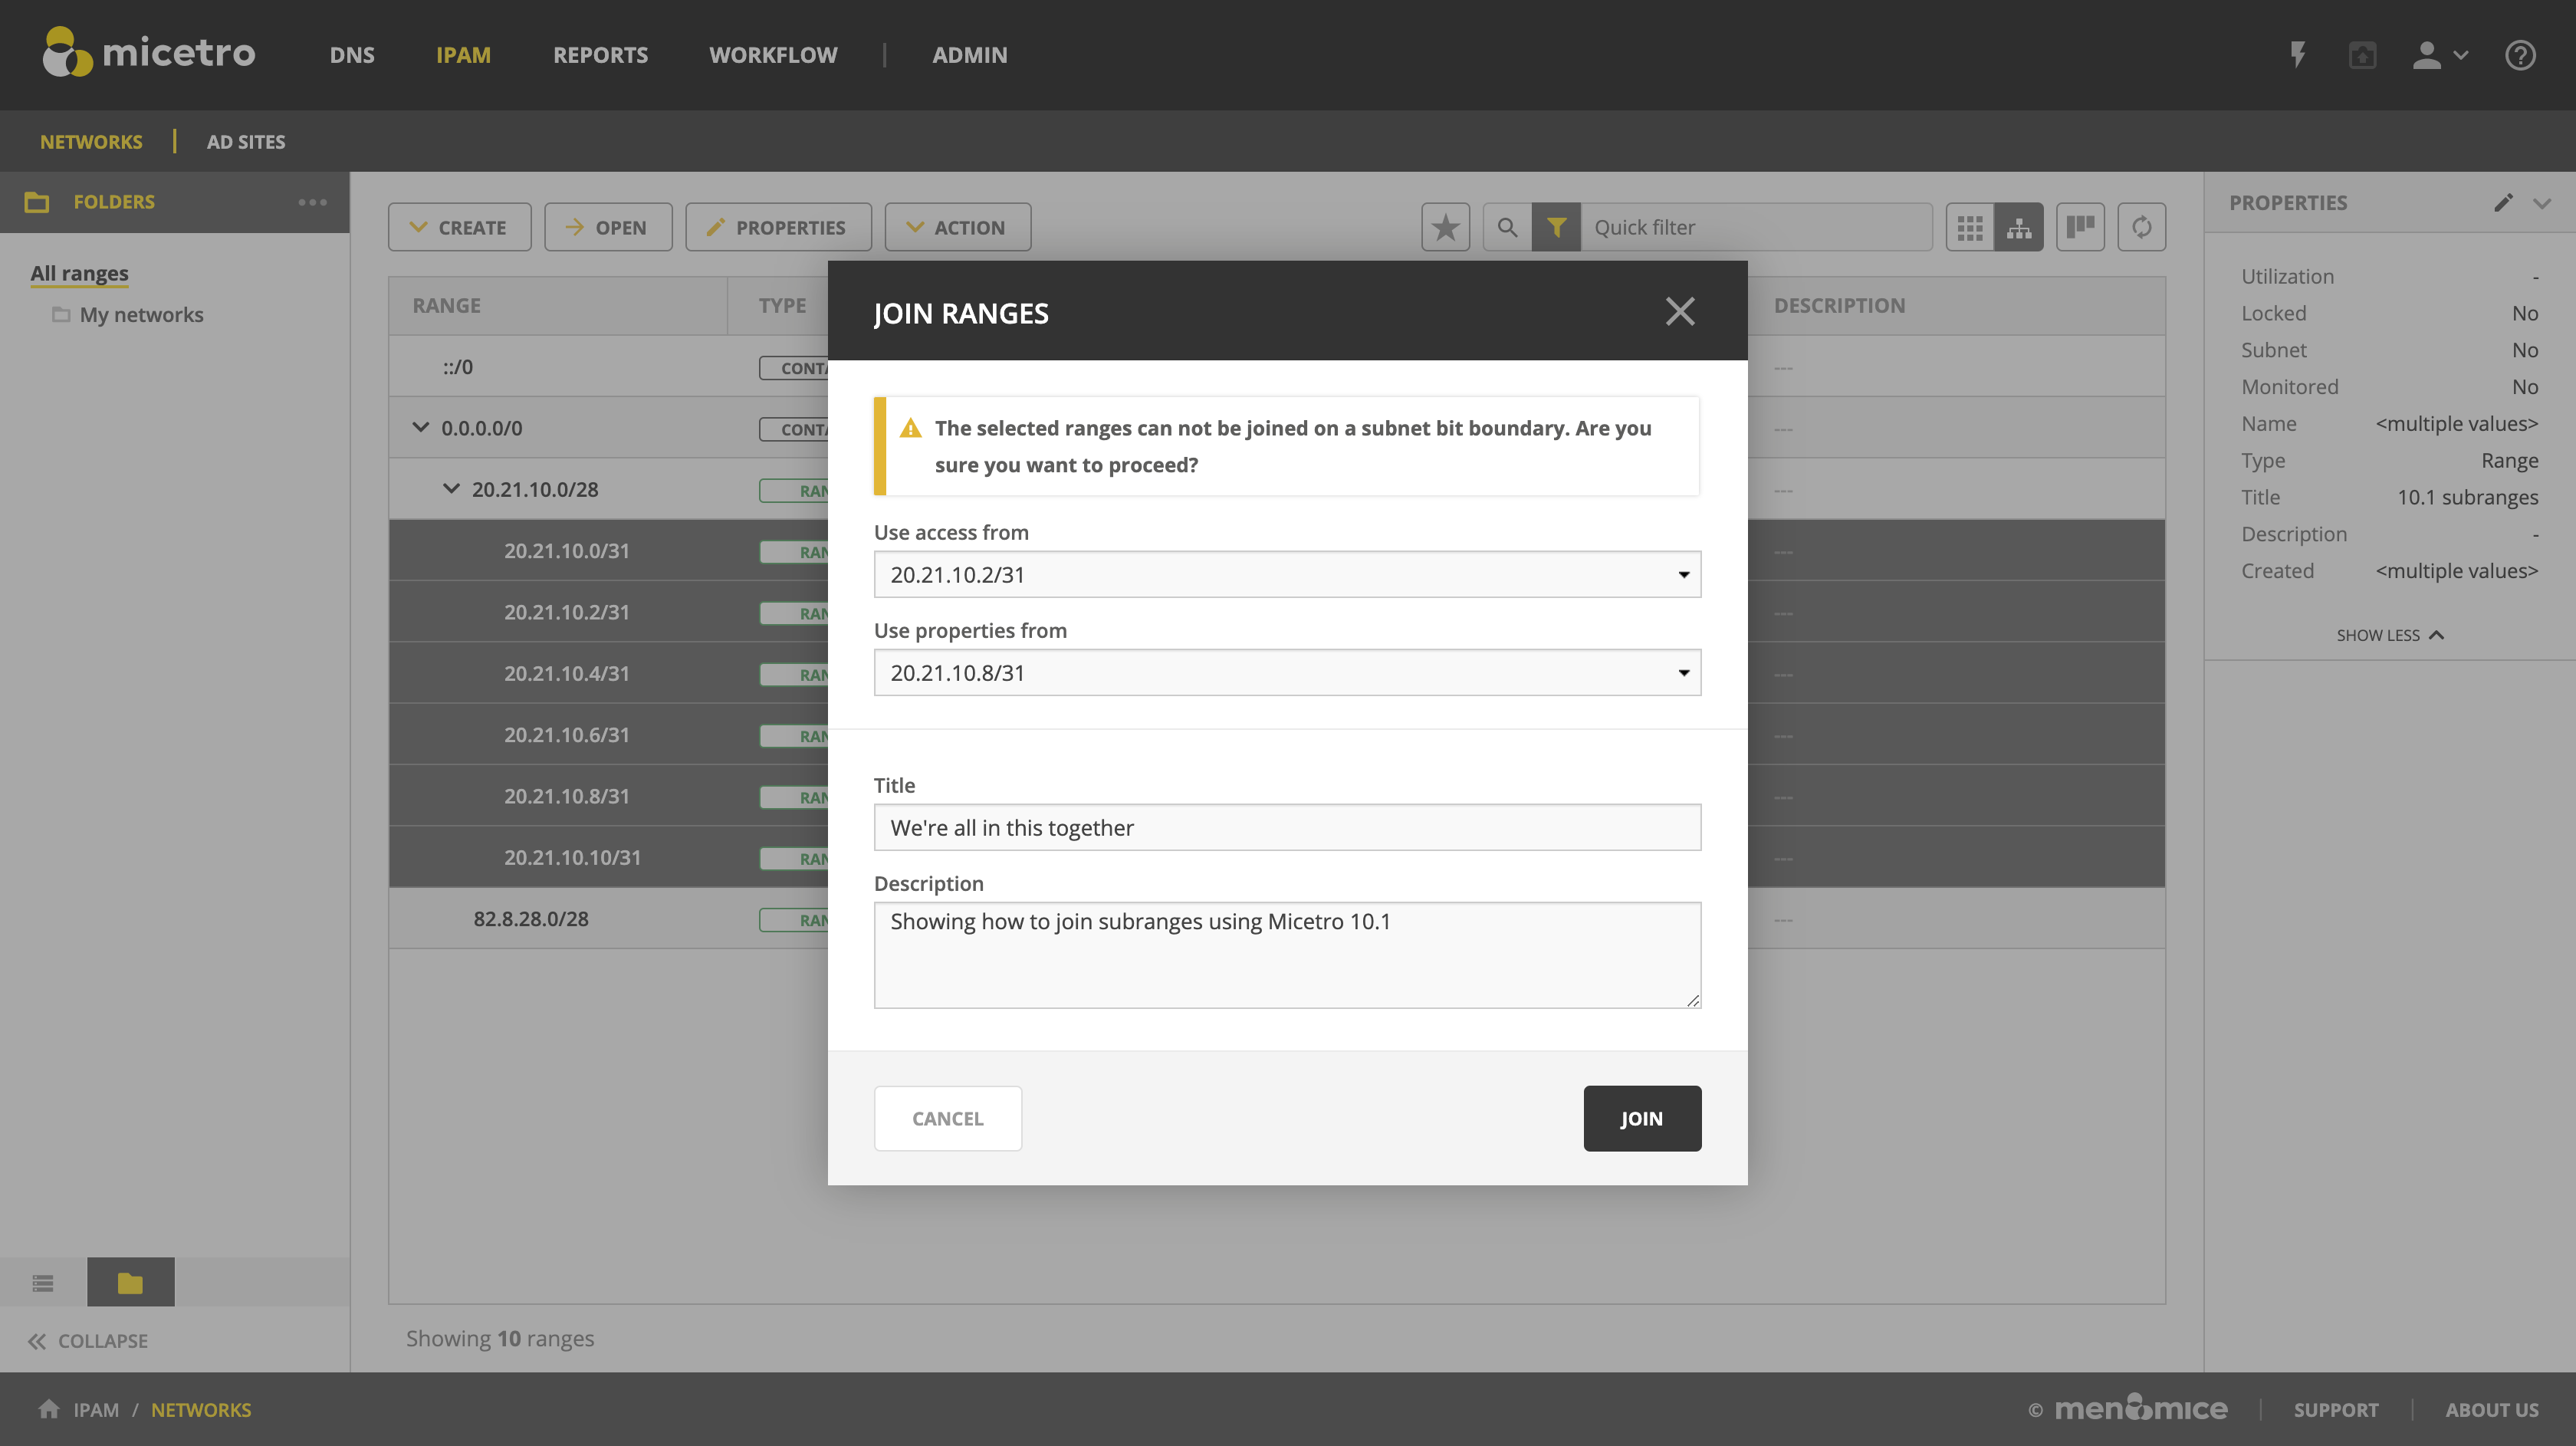 micetro
DNS
IPAM
REPORTS
WORKFLOW
ADMIN
NETWORKS
AD SITES
FOLDERS
All ranges
My networks
COLLAPSE
CREATE
OPEN
PROPERTIES
ACTION
Quick filter
RANGE TYPE DESCRIPTION
::/0 CONTA ---
0.0.0.0/0 CONTA ---
20.21.10.0/28 RAN ---
20.21.10.0/31 RAN ---
20.21.10.2/31 RAN ---
20.21.10.4/31 RAN ---
20.21.10.6/31 RAN ---
20.21.10.8/31 RAN ---
20.21.10.10/31 RAN ---
82.8.28.0/28 RAN ---
Showing 10 ranges
JOIN RANGES
The selected ranges can not be joined on a subnet bit boundary. Are you
sure you want to proceed?
Use access from
20.21.10.2/31
Use properties from
20.21.10.8/31
Title
We're all in this together
Description
Showing how to join subranges using Micetro 10.1
CANCEL
JOIN
PROPERTIES
Utilization -
Locked No
Subnet No
Monitored No
Name <multiple values>
Type Range
Title 10.1 subranges
Description -
Created <multiple values>
SHOW LESS
IPAM / NETWORKS
© men&mice
SUPPORT
ABOUT US